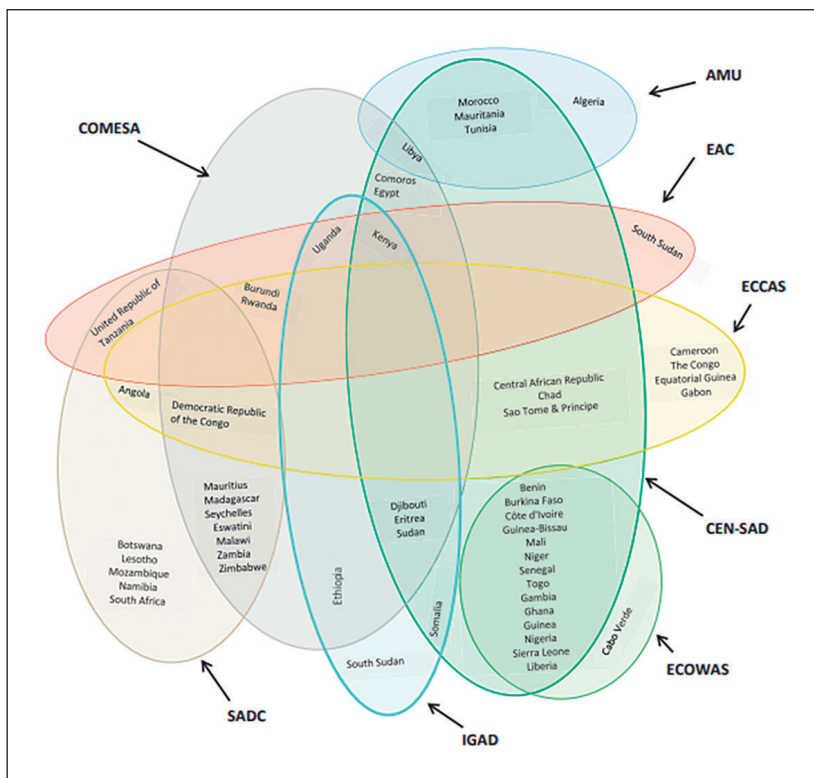 AMU
Morocco
Mauritania
Tunisia
Algeria
COMESA
Libya
EAC
Comoros
Egypt
Uganda
Kenya
South Sudan
Burundi
Rwanda
United Republic of
Tanzania
ECCAS
Cameroon
The Congo
Equatorial Guinea
Gabon
Central African Republic
Chad
Sao Tome & Principe
Angola
Democratic Republic
of the Congo
Mauritius
Madagascar
Seychelles
Eswatini
Malawi
Zambia
Zimbabwe
Djibouti
Eritrea
Sudan
Benin
Burkina Faso
Côte d'Ivoire
Guinea-Bissau
Mali
Niger
Senegal
Togo
Gambia
Ghana
Guinea
Nigeria
Sierra Leone
Liberia
CEN-SAD
Botswana
Lesotho
Mozambique
Namibia
South Africa
Ethiopia
Somalia
Cabo Verde
South Sudan
ECOWAS
SADC
IGAD